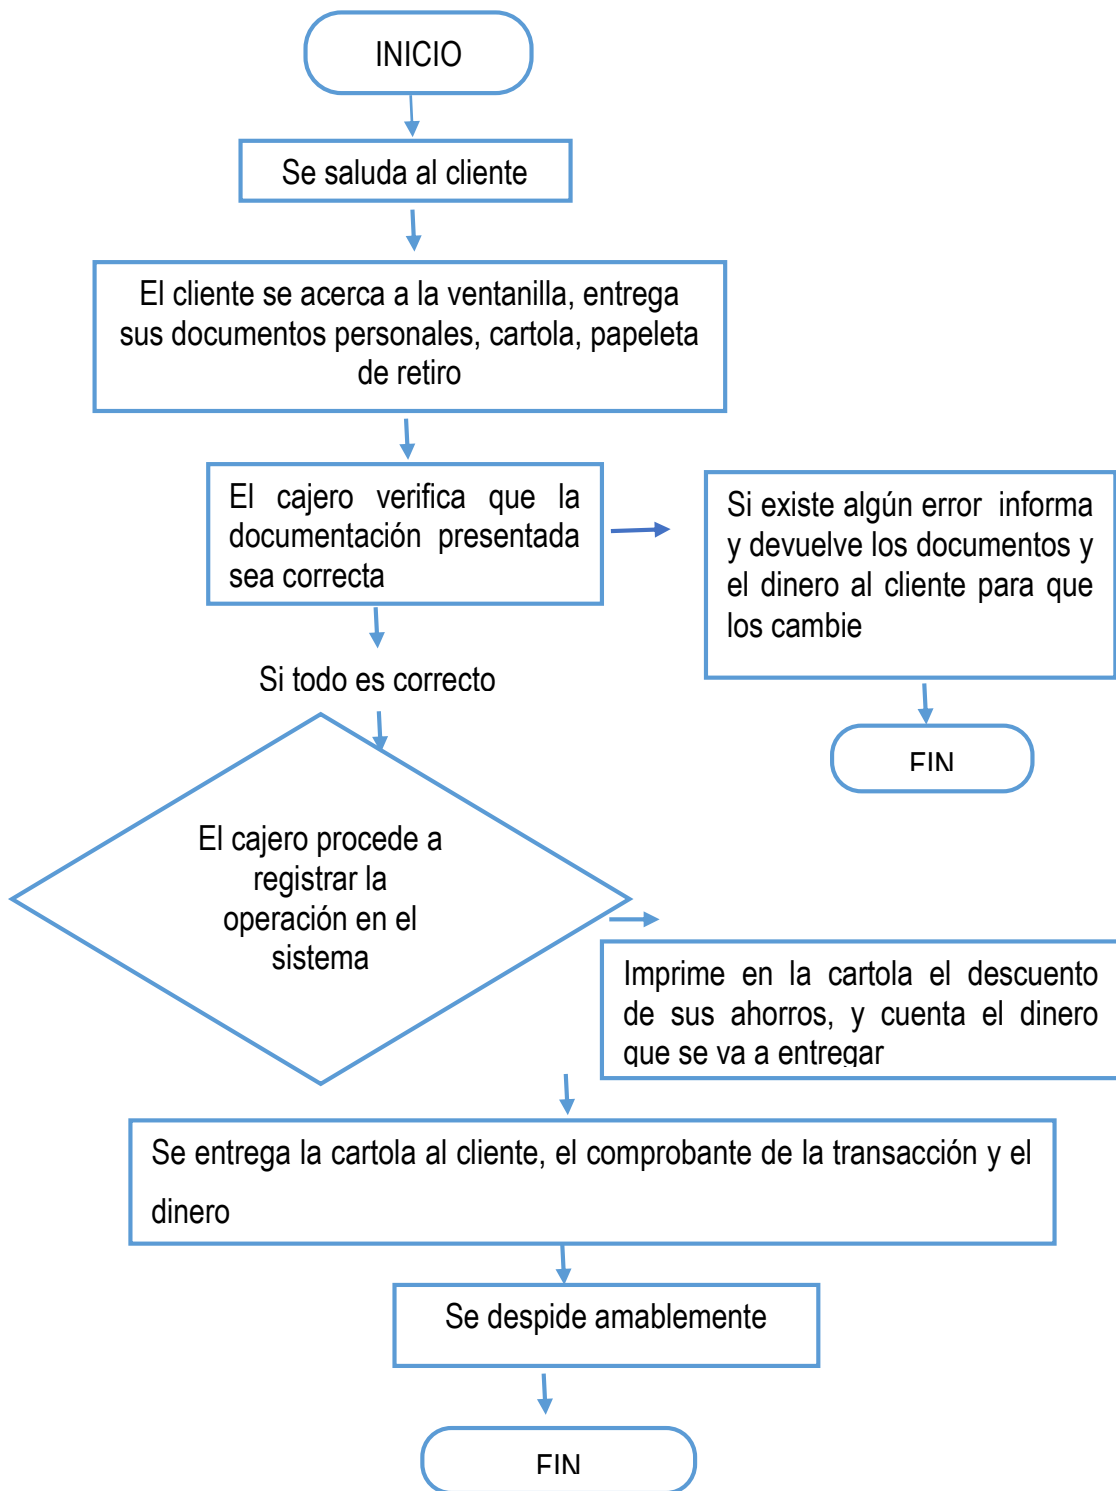 INICIO
Se saluda al cliente
El cliente se acerca a la ventanilla, entrega
sus documentos personales, cartola, papeleta
de retiro
El cajero verifica que la
documentación presentada
sea correcta
Si existe algún error informa
y devuelve los documentos y
el dinero al cliente para que
los cambie
Si todo es correcto
FIN
El cajero procede a
registrar la
operación en el
sistema
Imprime en la cartola el descuento
de sus ahorros, y cuenta el dinero
que se va a entregar
Se entrega la cartola al cliente, el comprobante de la transacción y el
dinero
Se despide amablemente
FIN